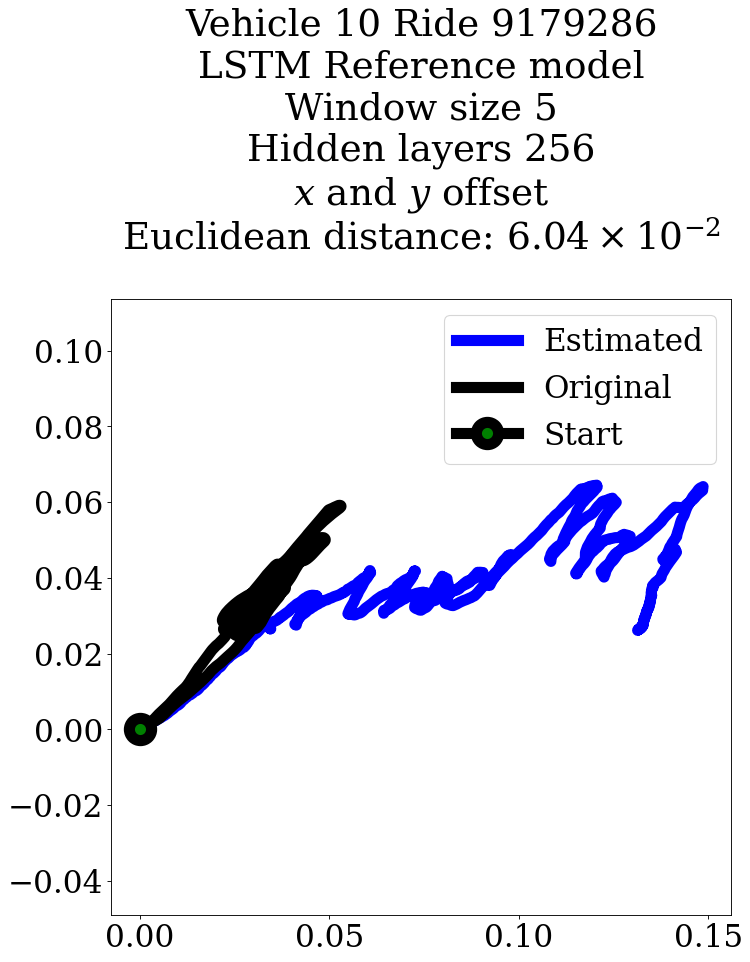 Vehicle 10 Ride 9179286
LSTM Reference model
Window size 5
Hidden layers 256
x and y offset
Euclidean distance: 6.04 × 10⁻²
Estimated
Original
Start
0.10
0.08
0.06
0.04
0.02
0.00
−0.02
−0.04
0.00 0.05 0.10 0.15